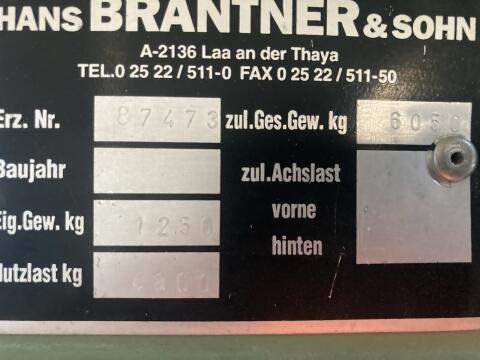 HANS BRANTNER & SOHN
A-2136 Laa an der Thaya
TEL.0 25 22 / 511-0 FAX 0 25 22 / 511-50
Erz. Nr. 87473 zul.Ges.Gew. kg 6050
Baujahr zul.Achslast
Eig.Gew. kg 1250 vorne
hinten
Nutzlast kg 4800